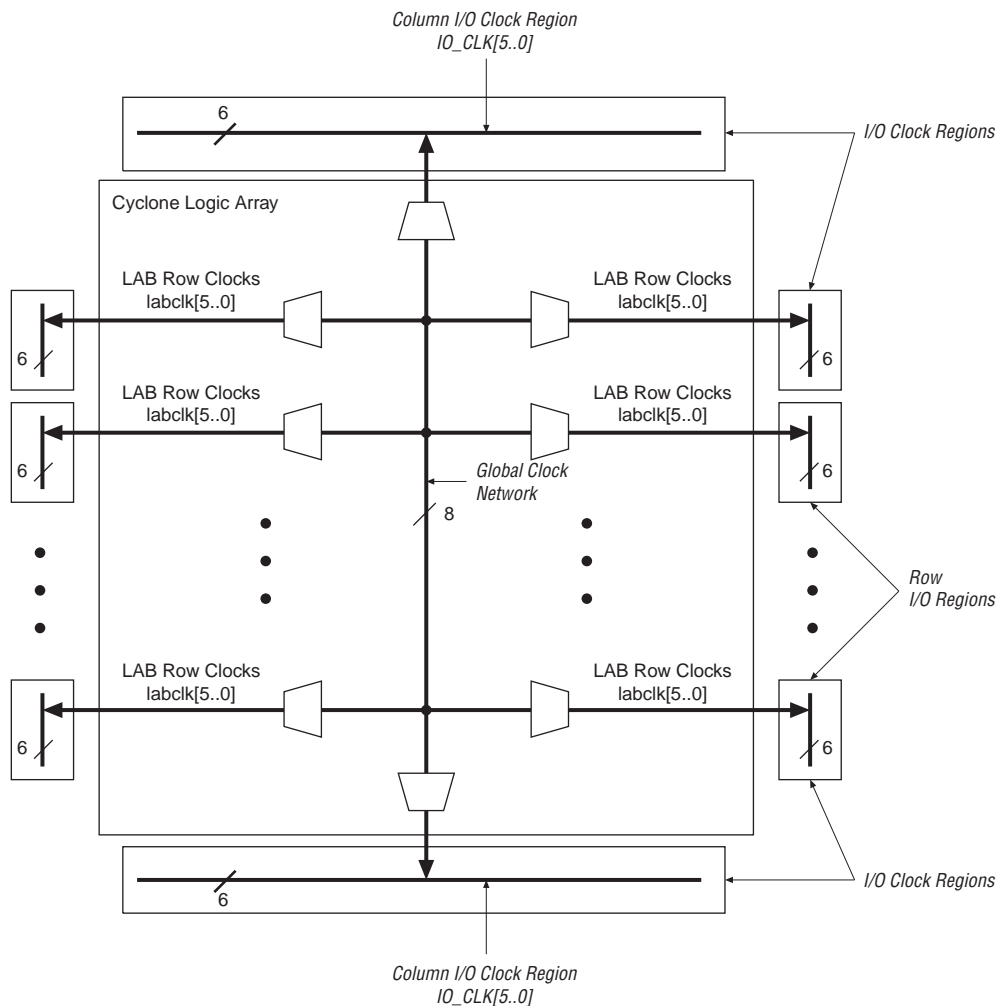 Column I/O Clock Region
IO_CLK[5..0]
6
I/O Clock Regions
Cyclone Logic Array
LAB Row Clocks
labclk[5..0]
LAB Row Clocks
labclk[5..0]
6
6
LAB Row Clocks
labclk[5..0]
LAB Row Clocks
labclk[5..0]
6
6
Global Clock
Network
8
Row
I/O Regions
LAB Row Clocks
labclk[5..0]
LAB Row Clocks
labclk[5..0]
6
6
6
I/O Clock Regions
Column I/O Clock Region
IO_CLK[5..0]